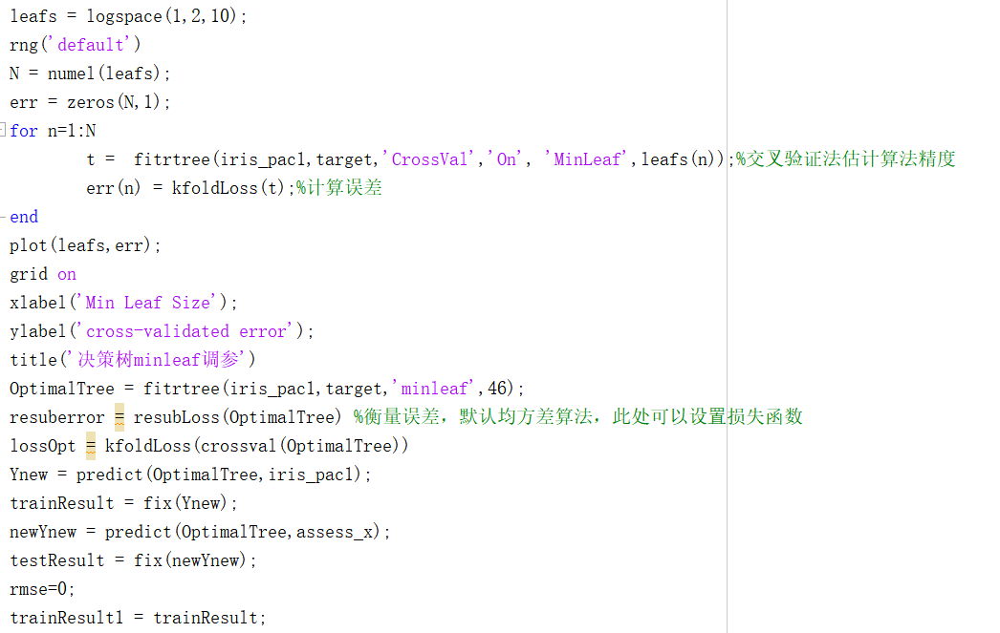 leafs = logspace(1,2,10);
rng('default')
N = numel(leafs);
err = zeros(N,1);
for n=1:N
t =  fitrtree(iris_pac1,target,'CrossVal','On', 'MinLeaf',leafs(n));%交叉验证法估计算法精度
err(n) = kfoldLoss(t);%计算误差
end
plot(leafs,err);
grid on
xlabel('Min Leaf Size');
ylabel('cross-validated error');
title('决策树minleaf调参')
OptimalTree = fitrtree(iris_pac1,target,'minleaf',46);
resuberror = resubLoss(OptimalTree) %衡量误差，默认均方差算法，此处可以设置损失函数
lossOpt = kfoldLoss(crossval(OptimalTree))
Ynew = predict(OptimalTree,iris_pac1);
trainResult = fix(Ynew);
newYnew = predict(OptimalTree,assess_x);
testResult = fix(newYnew);
rmse=0;
trainResult1 = trainResult;